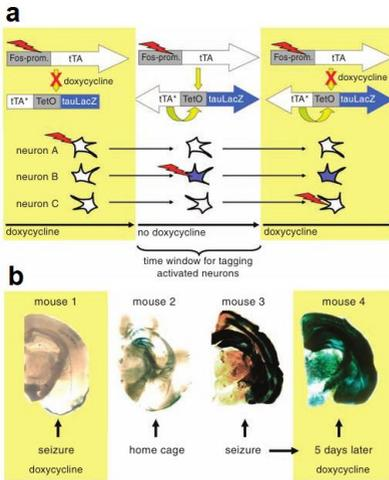 a
Fos-prom. tTA
doxycycline
tTA* TetO tauLacZ
Fos-prom. tTA
tTA* TetO tauLacZ
Fos-prom. tTA
doxycycline
tTA* TetO tauLacZ
neuron A
neuron B
neuron C
doxycycline no doxycycline doxycycline
time window for tagging
activated neurons
b
mouse 1 mouse 2 mouse 3 mouse 4
seizure home cage seizure 5 days later
doxycycline doxycycline